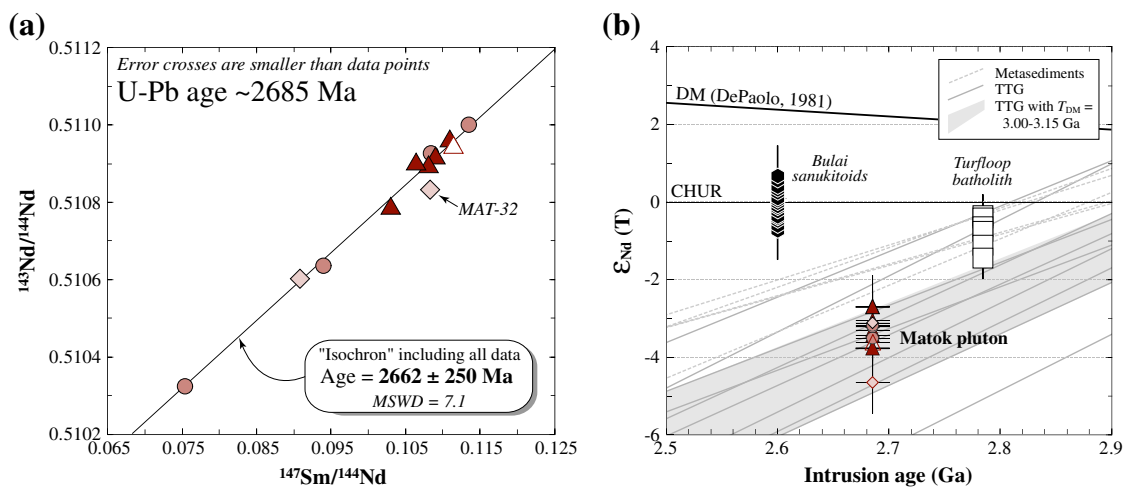 (a)
0.5112
0.5110
0.5108
0.5106
0.5104
0.5102
¹⁴³Nd/¹⁴⁴Nd
Error crosses are smaller than data points
U-Pb age ~2685 Ma
MAT-32
"Isochron" including all data
Age = 2662 ± 250 Ma
MSWD = 7.1
0.065 0.075 0.085 0.095 0.105 0.115 0.125
¹⁴⁷Sm/¹⁴⁴Nd
(b)
4
2
0
-2
-4
-6
εNd (T)
Metasediments
TTG
TTG with TDM =
3.00-3.15 Ga
DM (DePaolo, 1981)
Bulai
sanukitoids
Turfloop
batholith
CHUR
Matok pluton
2.5 2.6 2.7 2.8 2.9
Intrusion age (Ga)